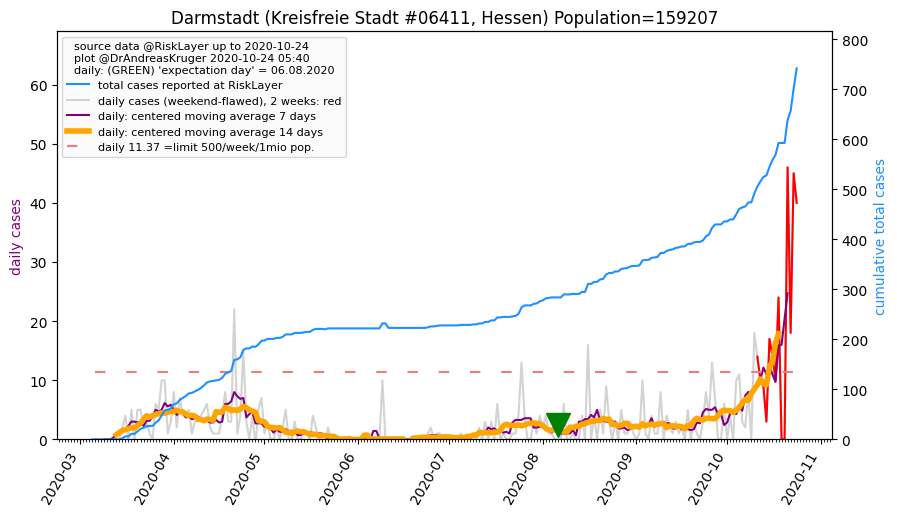 Darmstadt (Kreisfreie Stadt #06411, Hessen) Population=159207
source data @RiskLayer up to 2020-10-24
plot @DrAndreasKruger 2020-10-24 05:40
daily: (GREEN) 'expectation day' = 06.08.2020
total cases reported at RiskLayer
daily cases (weekend-flawed), 2 weeks: red
daily: centered moving average 7 days
daily: centered moving average 14 days
daily 11.37 =limit 500/week/1mio pop.
daily cases
60
50
40
30
20
10
0
cumulative total cases
800
700
600
500
400
300
200
100
0
2020-03
2020-04
2020-05
2020-06
2020-07
2020-08
2020-09
2020-10
2020-11